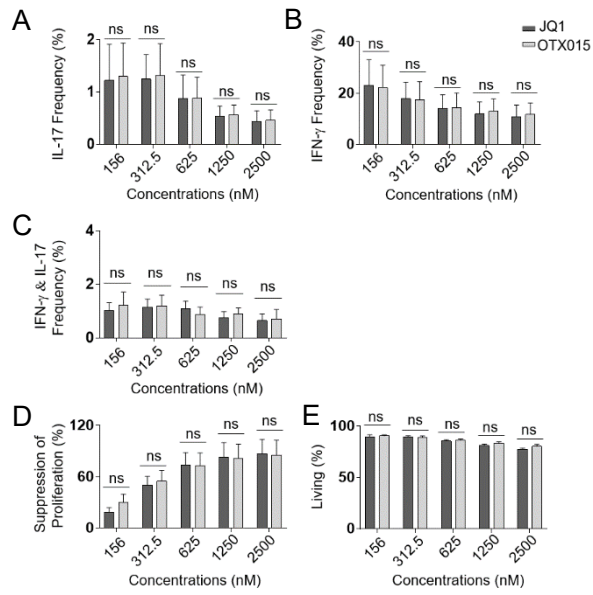 A
IL-17 Frequency (%)
2
1
0
ns
ns
ns
ns
ns
156
312.5
625
1250
2500
Concentrations (nM)
B
JQ1
OTX015
IFN-γ Frequency (%)
40
20
0
ns
ns
ns
ns
ns
156
312.5
625
1250
2500
Concentrations (nM)
C
IFN-γ & IL-17
Frequency (%)
4
2
0
ns
ns
ns
ns
ns
156
312.5
625
1250
2500
Concentrations (nM)
D
Suppression of
Proliferation (%)
120
60
0
ns
ns
ns
ns
ns
156
312.5
625
1250
2500
Concentrations (nM)
E
Living (%)
100
50
0
ns
ns
ns
ns
ns
156
312.5
625
1250
2500
Concentrations (nM)